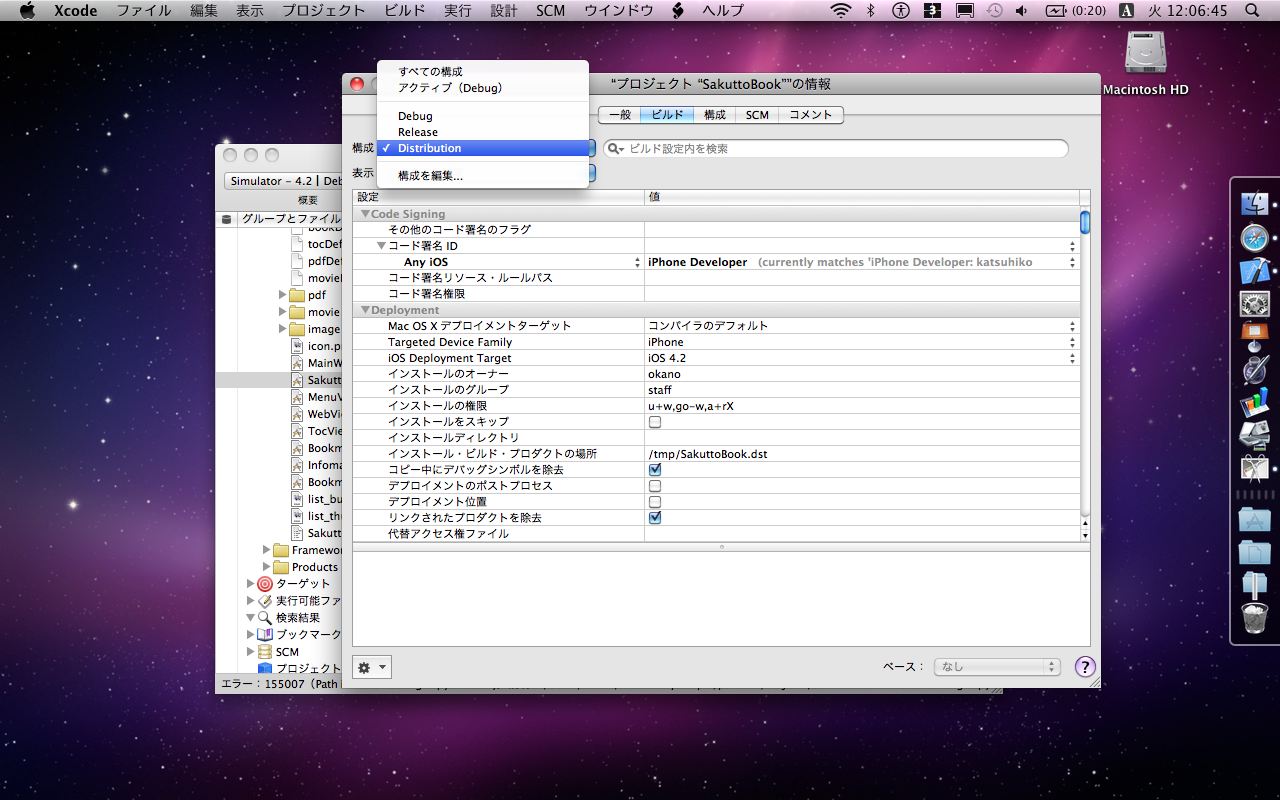 Xcode ファイル 編集 表示 プロジェクト ビルド 実行 設計 SCM ウインドウ ヘルプ 3 (0:20) A 火 12:06:45
Macintosh HD
すべての構成
アクティブ（Debug）
Debug
Release
Distribution
構成を編集...
“プロジェクト “SakuttoBook””の情報
一般 ビルド 構成 SCM コメント
構成
ビルド設定内を検索
表示
設定 値
Code Signing
その他のコード署名のフラグ
コード署名 ID
Any iOS iPhone Developer (currently matches 'iPhone Developer: katsuhiko
コード署名リソース・ルールパス
コード署名権限
Deployment
Mac OS X デプロイメントターゲット コンパイラのデフォルト
Targeted Device Family iPhone
iOS Deployment Target iOS 4.2
インストールのオーナー okano
インストールのグループ staff
インストールの権限 u+w,go-w,a+rX
インストールをスキップ
インストールディレクトリ
インストール・ビルド・プロダクトの場所 /tmp/SakuttoBook.dst
コピー中にデバッグシンボルを除去
デプロイメントのポストプロセス
デプロイメント位置
リンクされたプロダクトを除去
代替アクセス権ファイル
ベース： なし ?
Simulator - 4.2 | Deb
概要
グループとファイル
BookD
tocDef
pdfDef
movieI
pdf
movie
image
icon.p
MainW
Sakutt
MenuV
WebVi
TocVie
Bookm
Infoma
Bookm
list_bu
list_thu
Sakutt
Framewo
Products
ターゲット
実行可能ファ
検索結果
ブックマーク
SCM
プロジェクト
エラー：155007（Path i